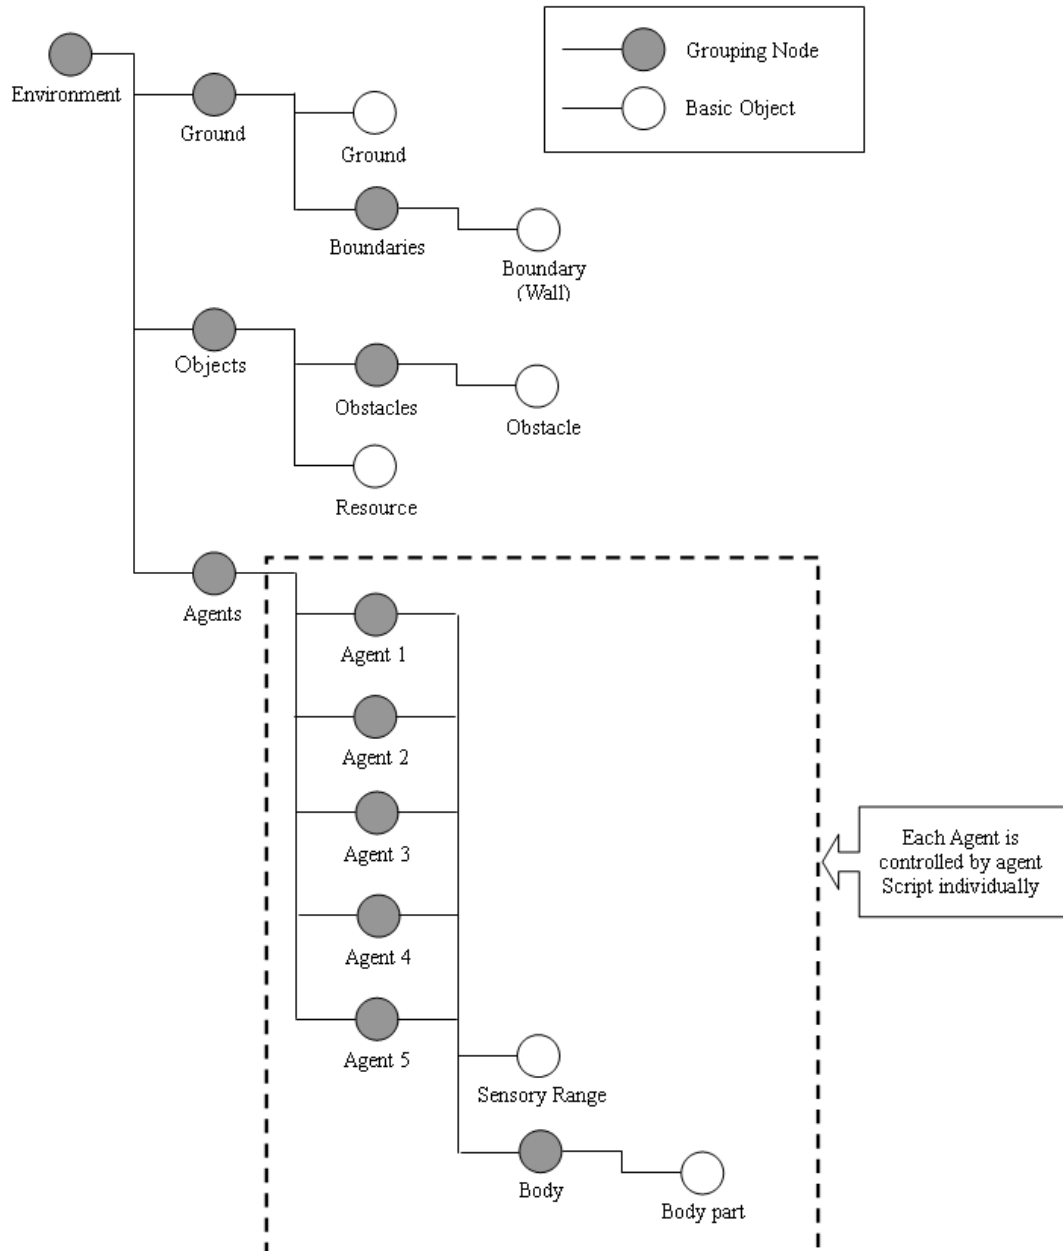 Grouping Node
Environment
Ground
Basic Object
Ground
Boundaries
Boundary
(Wall)
Objects
Obstacles
Obstacle
Resource
Agents
Agent 1
Agent 2
Agent 3
Agent 4
Agent 5
Each Agent is
controlled by agent
Script individually
Sensory Range
Body
Body part